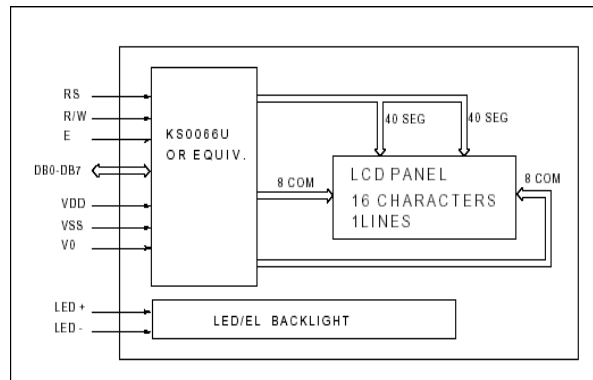 RS
R/W
E
DB0-DB7
VDD
VSS
V0
LED +
LED -
KS0066U
OR EQUIV.
40 SEG
40 SEG
8 COM
8 COM
LCD PANEL
16 CHARACTERS
1LINES
LED/EL BACKLIGHT